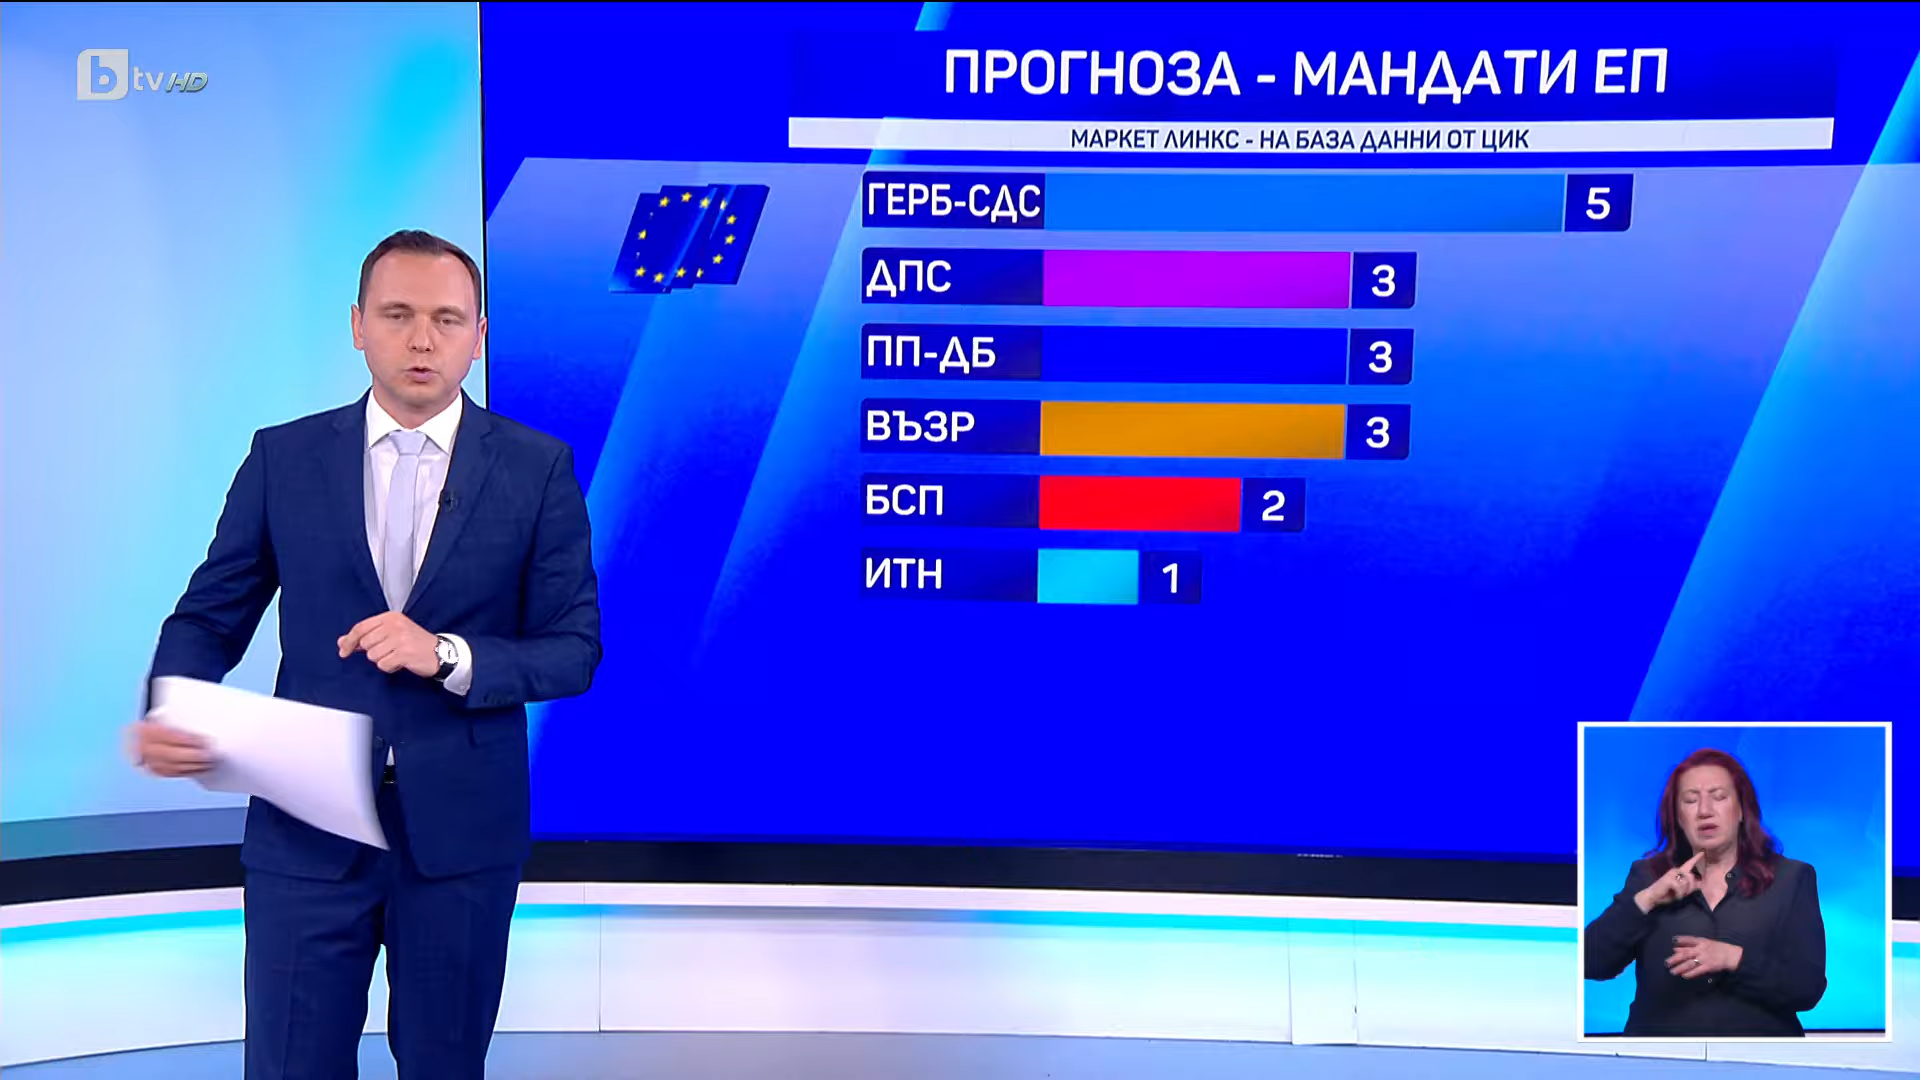 btv HD
ПРОГНОЗА - МАНДАТИ ЕП
МАРКЕТ ЛИНКС - НА БАЗА ДАННИ ОТ ЦИК
ГЕРБ-СДС 5
ДПС 3
ПП-ДБ 3
ВЪЗР 3
БСП 2
ИТН 1